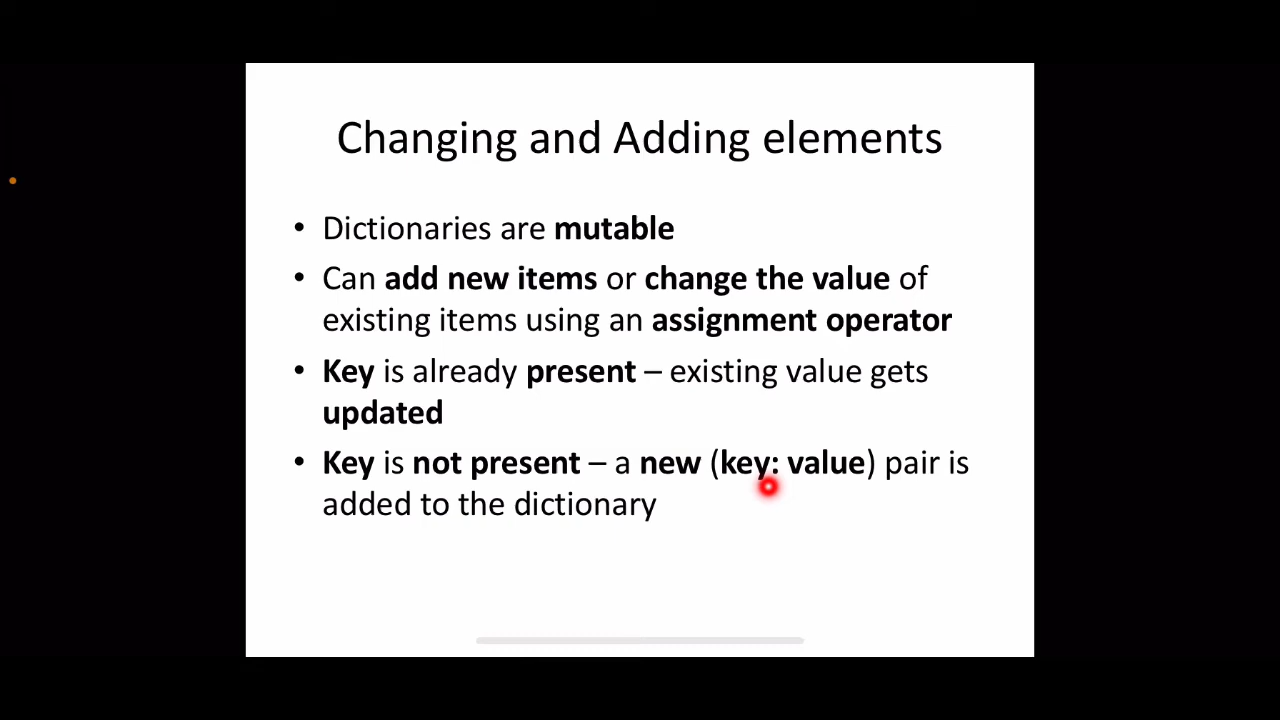 Changing and Adding elements
• Dictionaries are mutable
• Can add new items or change the value of
existing items using an assignment operator
• Key is already present – existing value gets
updated
• Key is not present – a new (key: value) pair is
added to the dictionary